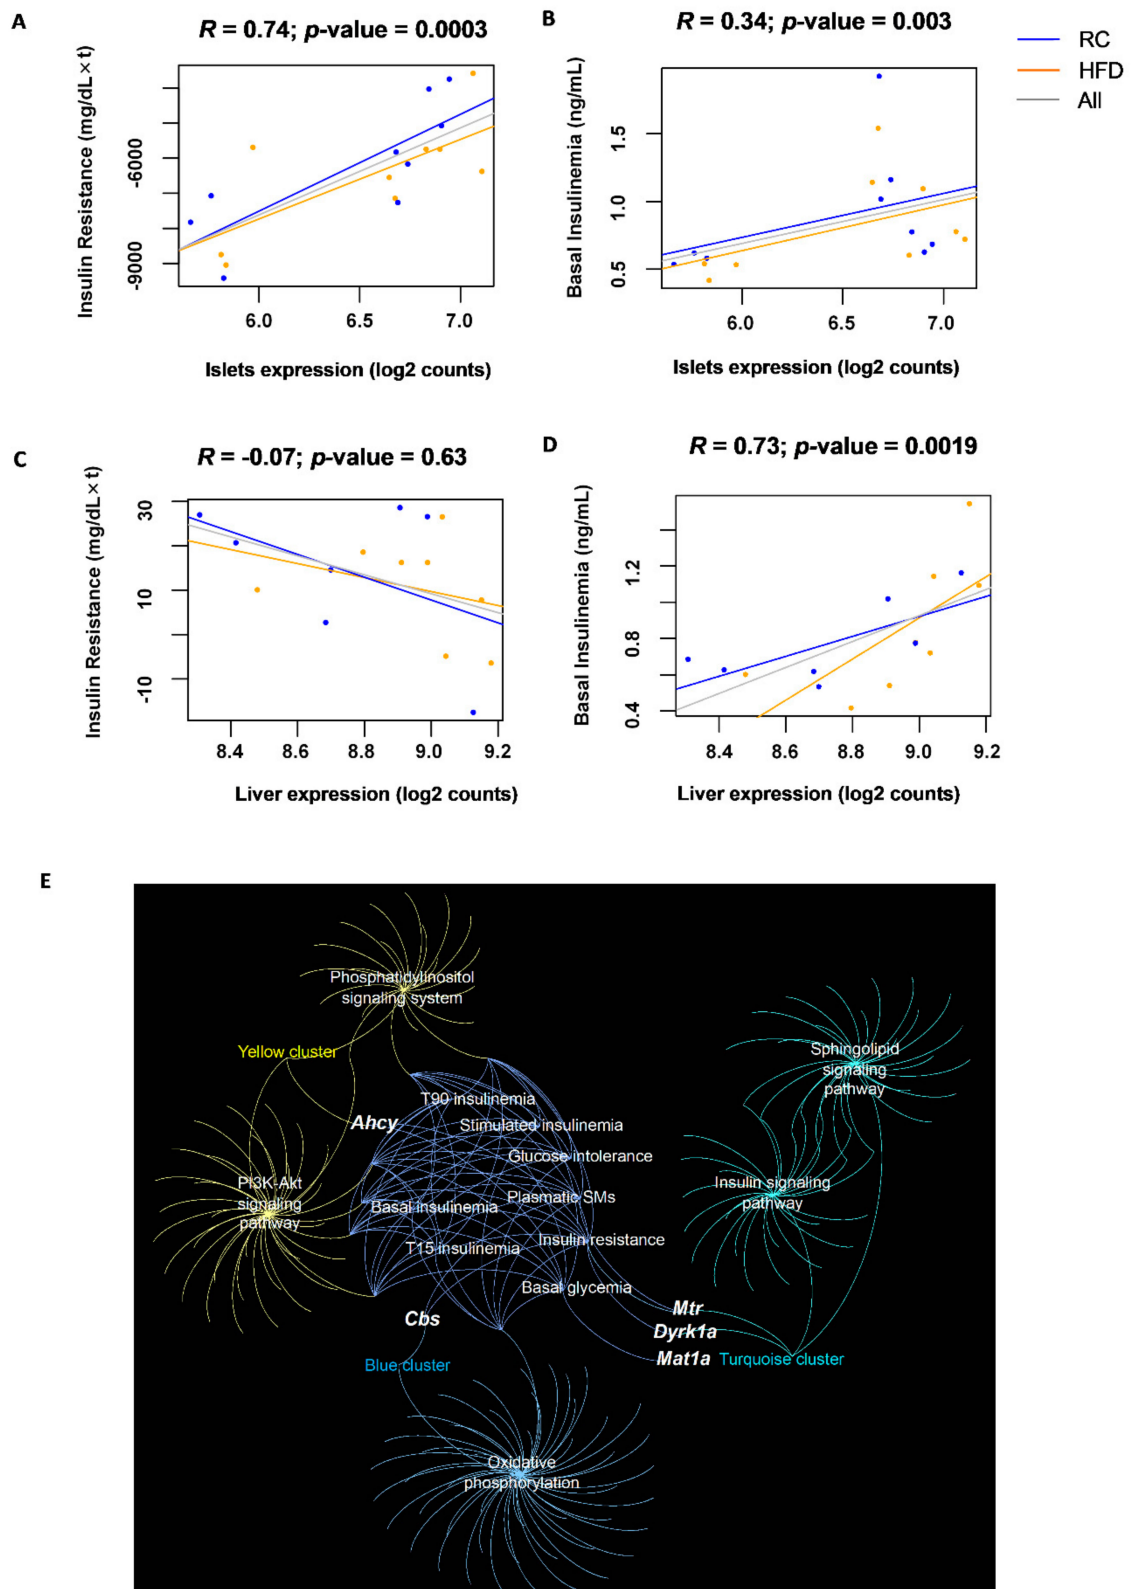 A
R = 0.74; p-value = 0.0003
Insulin Resistance (mg/dL×t)
-6000
-9000
6.0 6.5 7.0
Islets expression (log2 counts)
B
R = 0.34; p-value = 0.003
Basal Insulinemia (ng/mL)
1.5
1.0
0.5
6.0 6.5 7.0
Islets expression (log2 counts)
RC
HFD
All
C
R = -0.07; p-value = 0.63
Insulin Resistance (mg/dL×t)
30
10
-10
8.4 8.6 8.8 9.0 9.2
Liver expression (log2 counts)
D
R = 0.73; p-value = 0.0019
Basal Insulinemia (ng/mL)
1.2
0.8
0.4
8.4 8.6 8.8 9.0 9.2
Liver expression (log2 counts)
E
Phosphatidylinositol
signaling system
Yellow cluster
Sphingolipid
signaling
pathway
T90 insulinemia
Ahcy
Stimulated insulinemia
Glucose intolerance
PI3K-Akt
signaling
pathway
Plasmatic SMs
Basal insulinemia
Insulin signaling
pathway
Insulin resistance
T15 insulinemia
Basal glycemia
Cbs
Mtr
Dyrk1a
Mat1a
Turquoise cluster
Blue cluster
Oxidative
phosphorylation